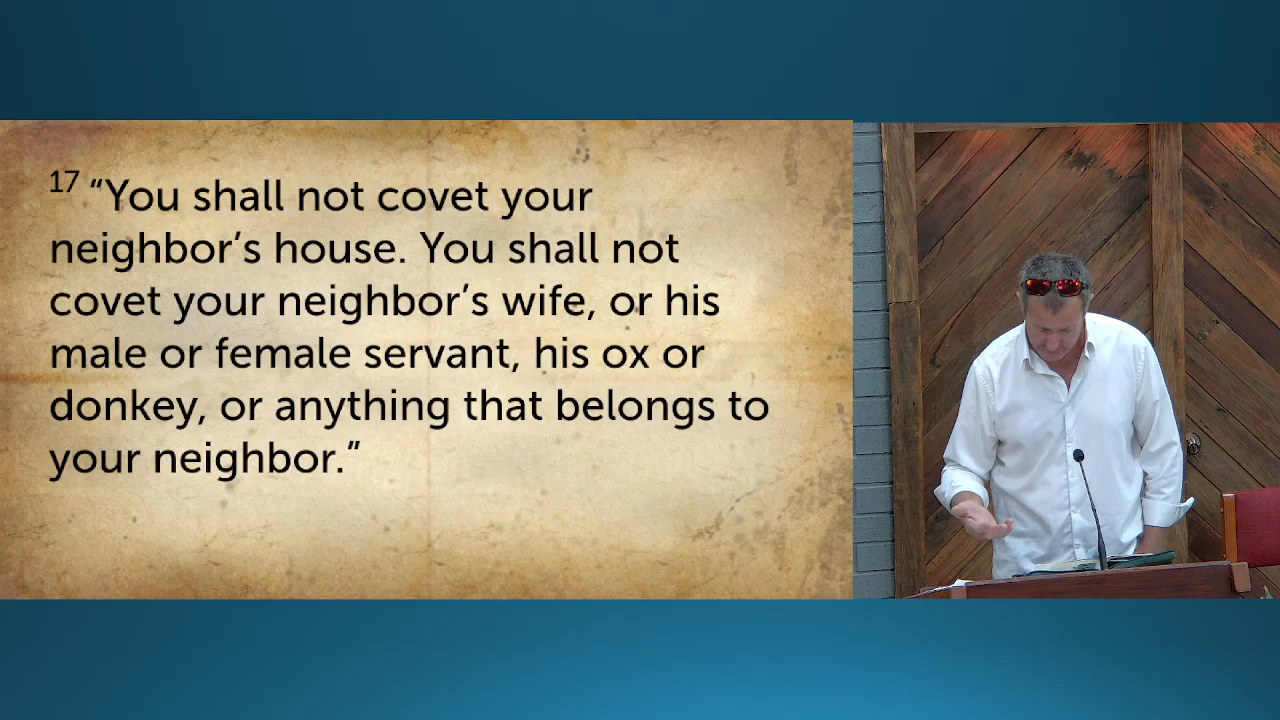 17 “You shall not covet your
neighbor’s house. You shall not
covet your neighbor’s wife, or his
male or female servant, his ox or
donkey, or anything that belongs to
your neighbor.”